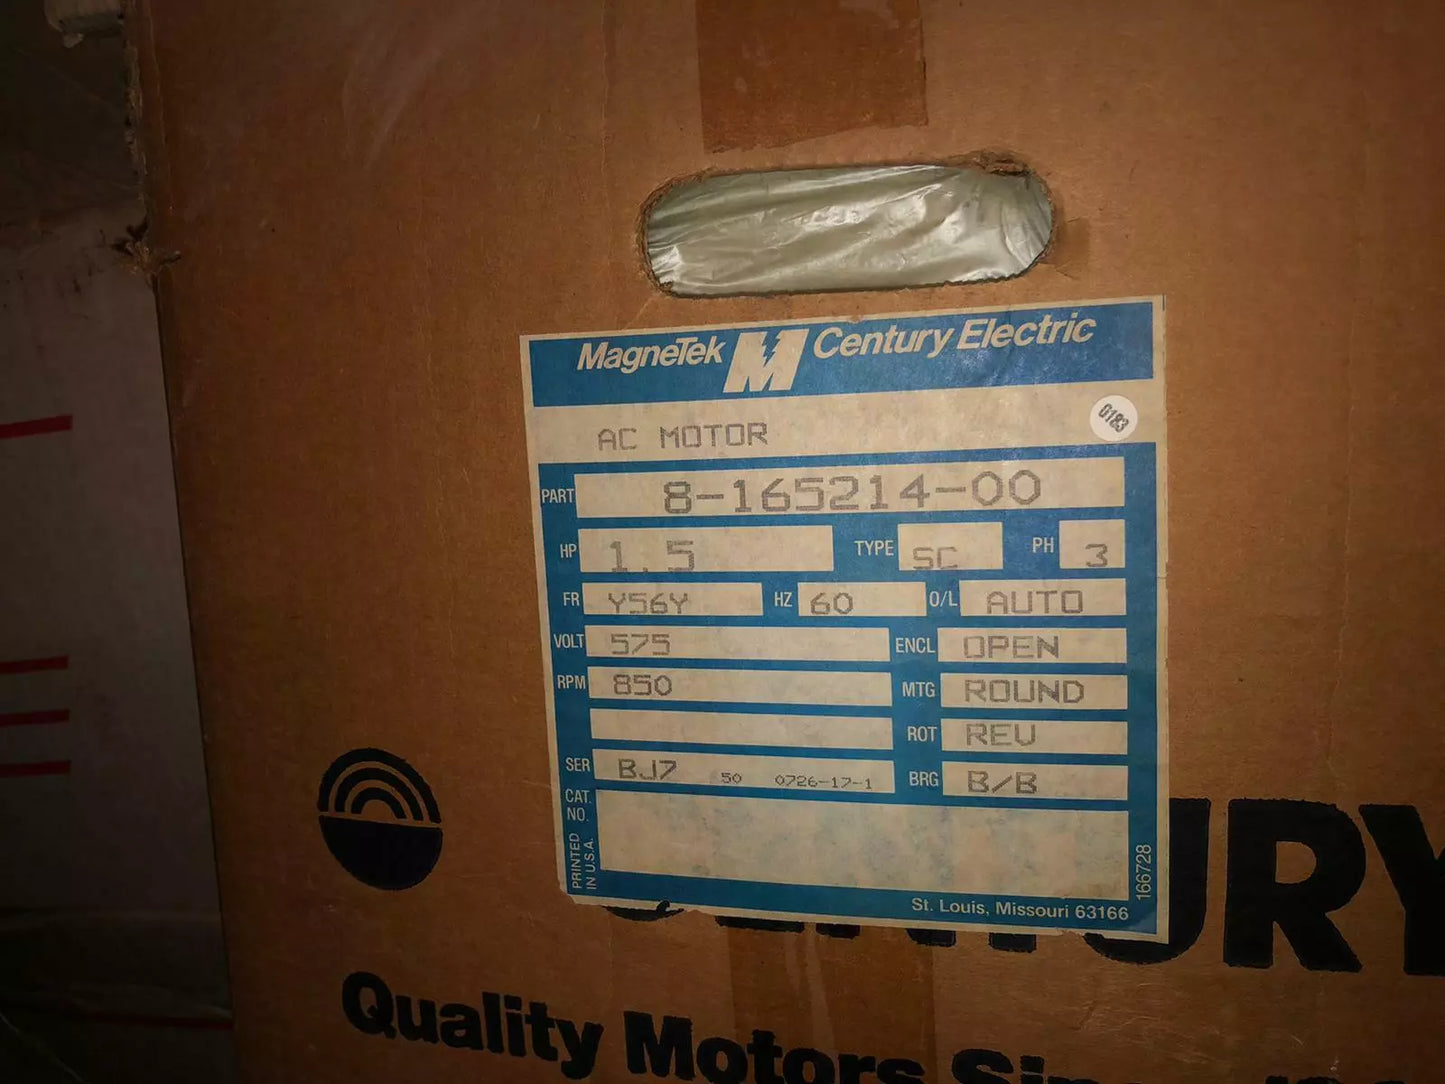 MagneTek Century Electric
0183
AC MOTOR
PART 8-165214-00
HP 1.5 TYPE SC PH 3
FR Y56Y HZ 60 O/L AUTO
VOLT 575 ENCL OPEN
RPM 850 MTG ROUND
ROT REV
SER BJ7 50 0726-17-1 BRG B/B
CAT.
NO.
PRINTED
IN U.S.A.
166728
St. Louis, Missouri 63166
Quality Motors